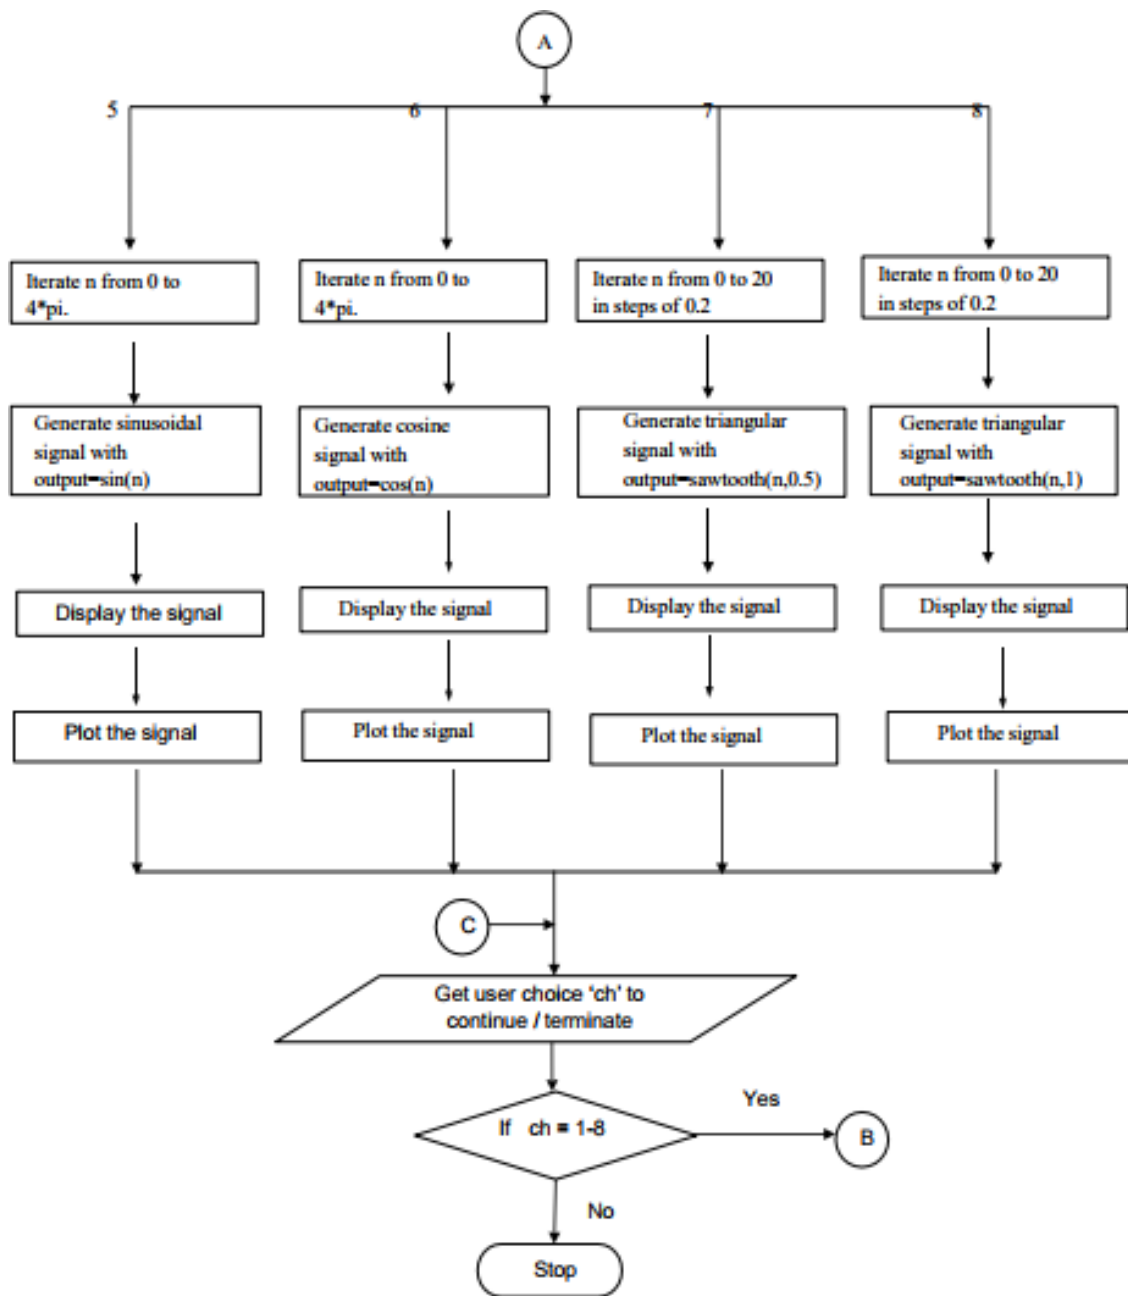 A
5
6
7
8
Iterate n from 0 to
4*pi.
Iterate n from 0 to
4*pi.
Iterate n from 0 to 20
in steps of 0.2
Iterate n from 0 to 20
in steps of 0.2
Generate sinusoidal
signal with
output=sin(n)
Generate cosine
signal with
output=cos(n)
Generate triangular
signal with
output=sawtooth(n,0.5)
Generate triangular
signal with
output=sawtooth(n,1)
Display the signal
Display the signal
Display the signal
Display the signal
Plot the signal
Plot the signal
Plot the signal
Plot the signal
C
Get user choice ‘ch’ to
continue / terminate
If ch = 1-8
Yes
B
No
Stop